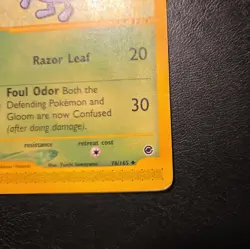 Razor Leaf 20
Foul Odor Both the
Defending Pokémon and 30
Gloom are now Confused
(after doing damage).
resistance retreat cost